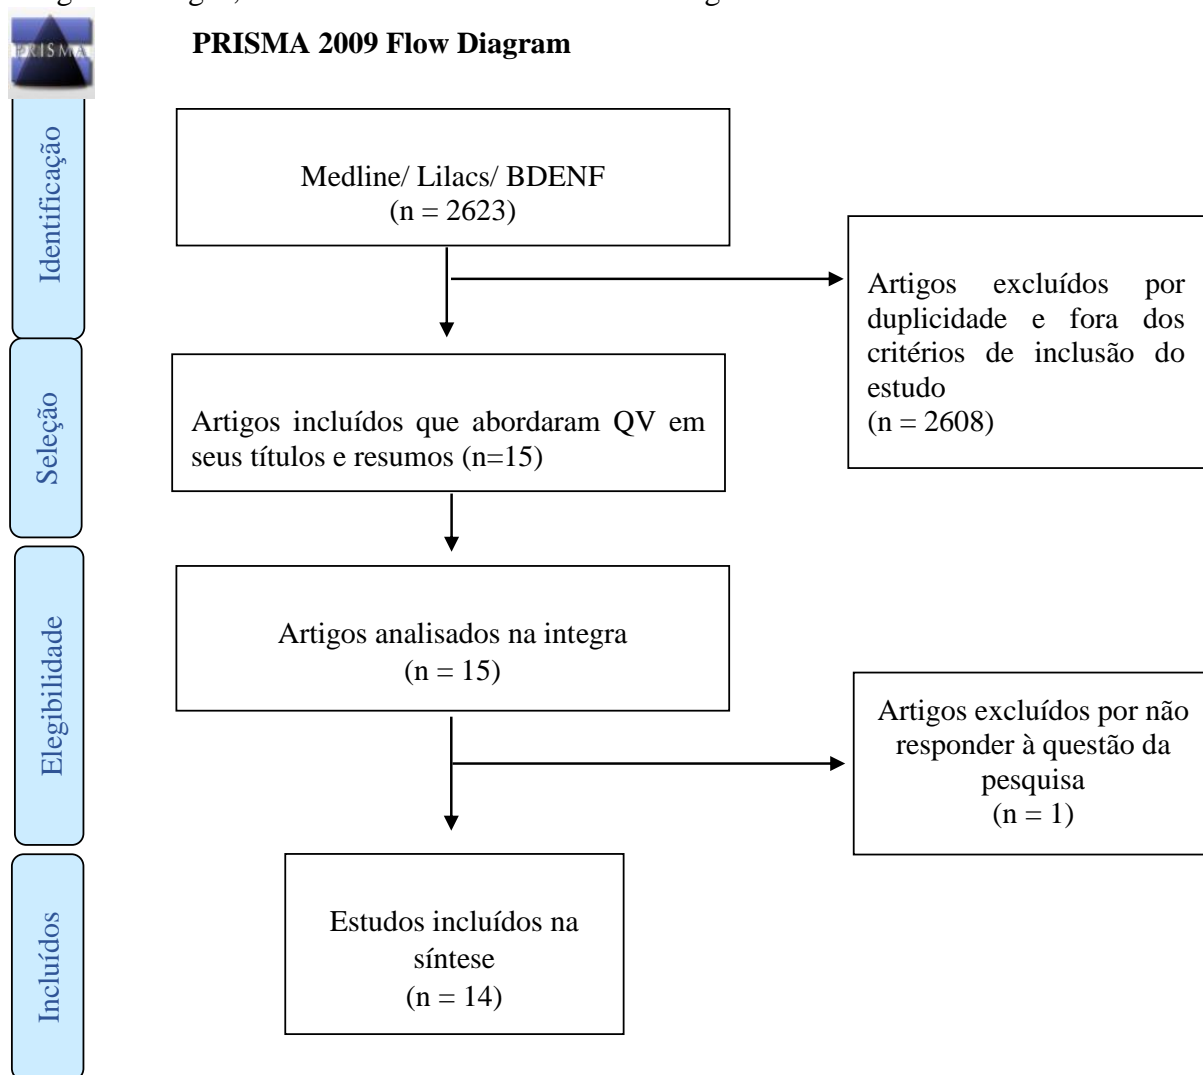 PRISMA 2009 Flow Diagram
PRISMA
Identificação
Medline/ Lilacs/ BDENF
(n = 2623)
Artigos excluídos por
duplicidade e fora dos
critérios de inclusão do
estudo
(n = 2608)
Seleção
Artigos incluídos que abordaram QV em
seus títulos e resumos (n=15)
Elegibilidade
Artigos analisados na integra
(n = 15)
Artigos excluídos por não
responder à questão da
pesquisa
(n = 1)
Incluídos
Estudos incluídos na
síntese
(n = 14)